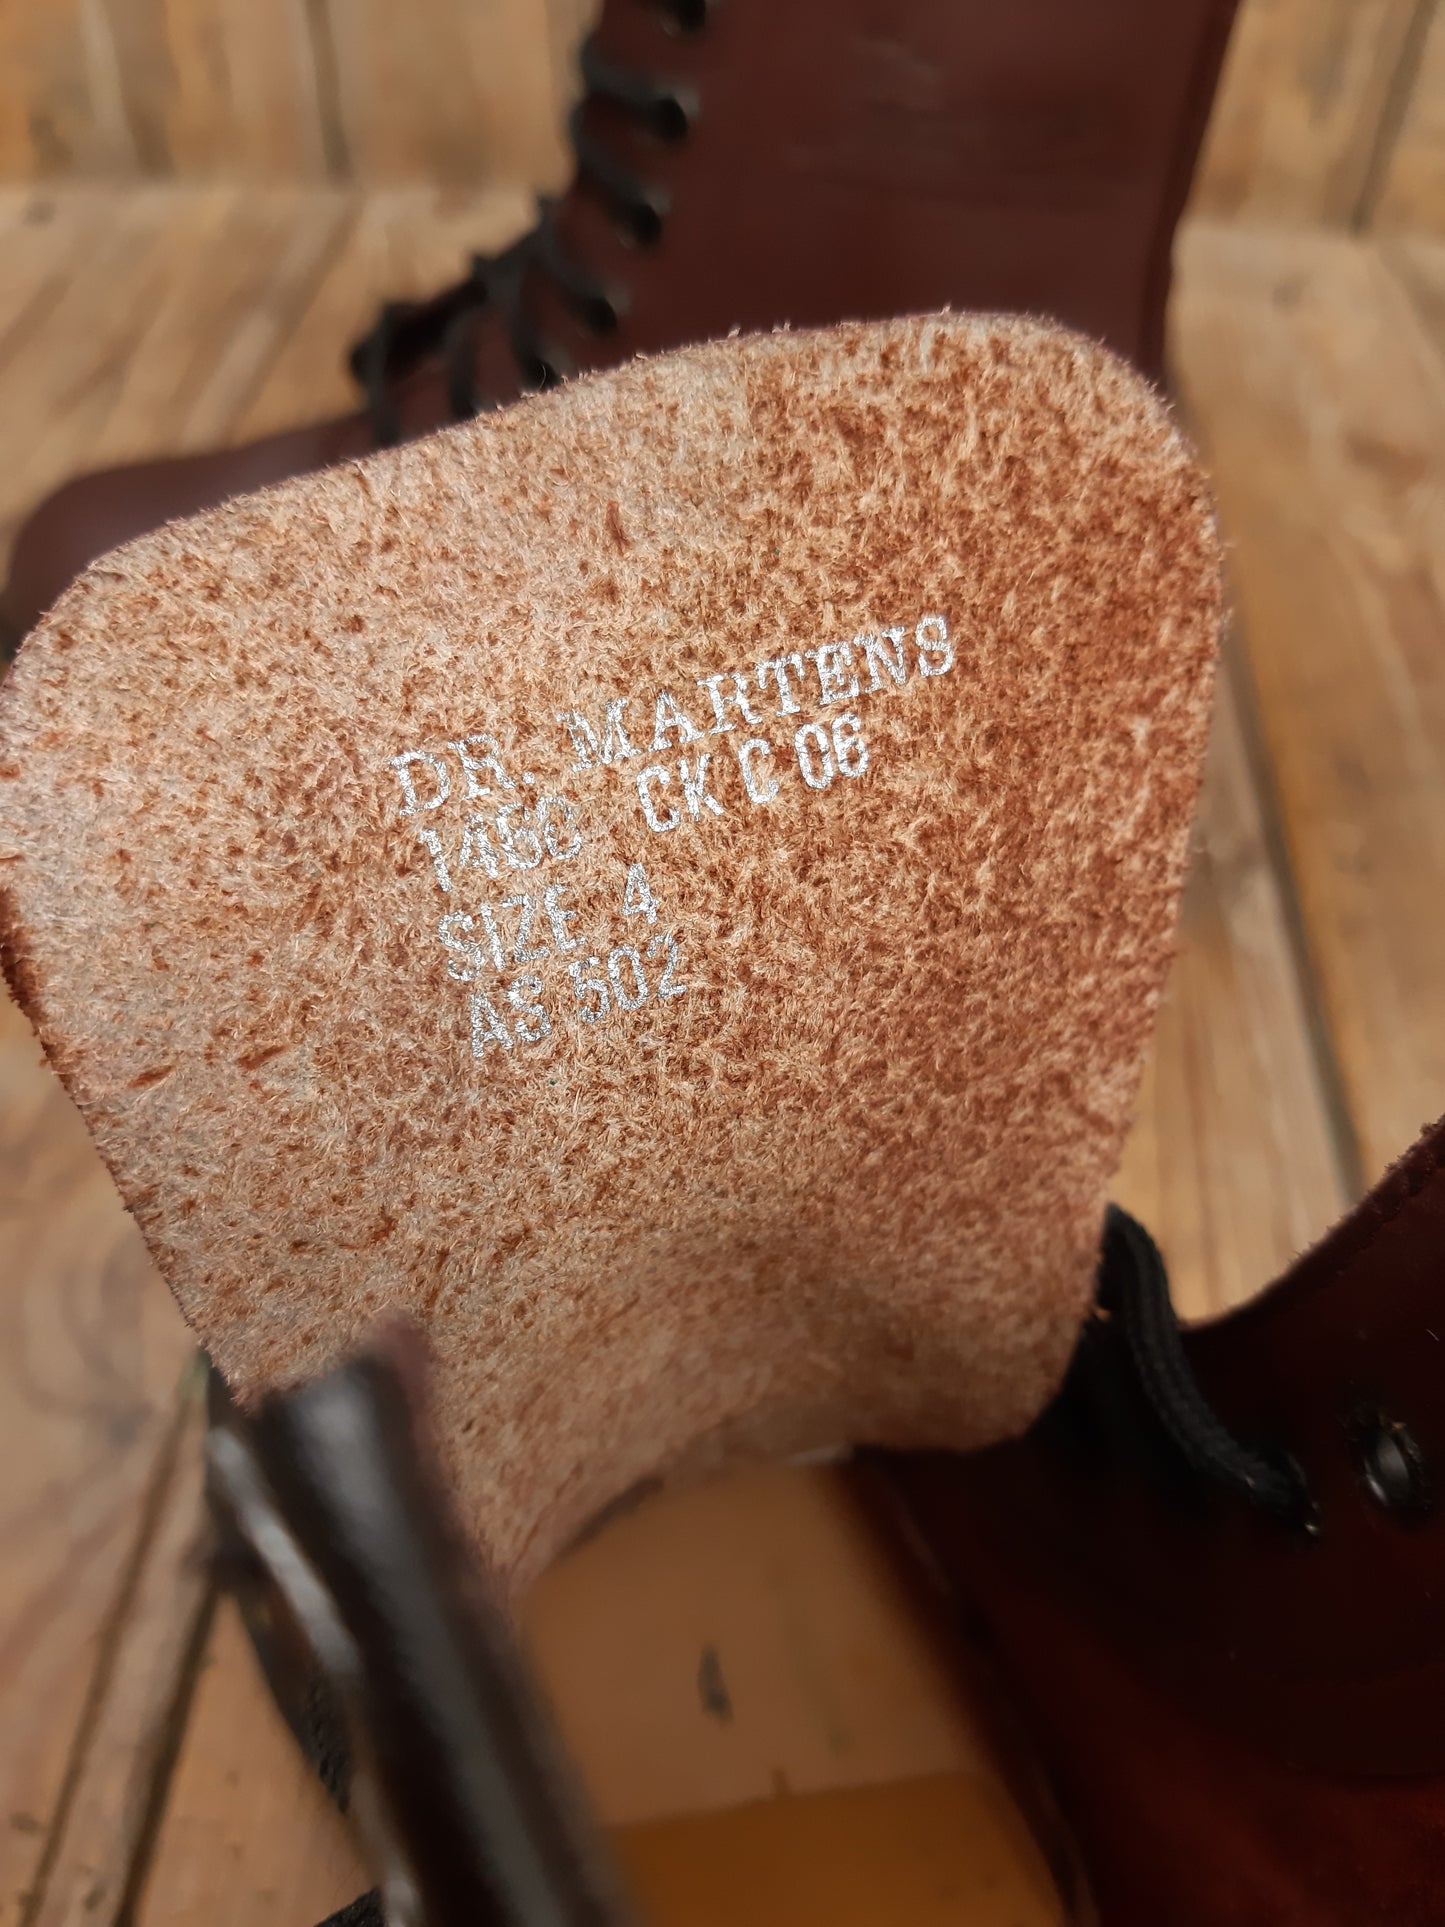 DR. MARTENS
1460 CK C 06
SIZE 4
AS 502